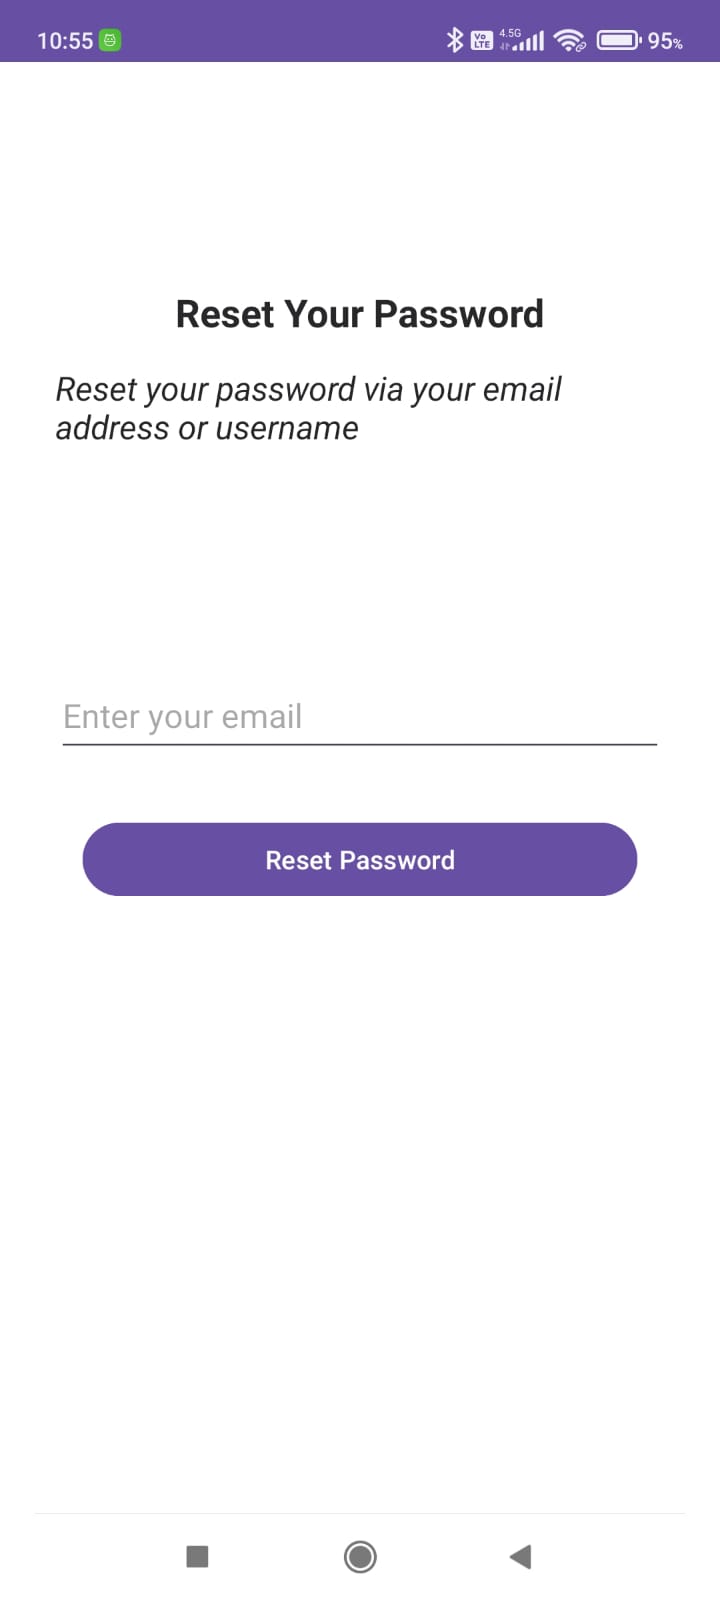 10:55 Vo LTE 4.5G 95%
Reset Your Password
Reset your password via your email
address or username
Enter your email
Reset Password